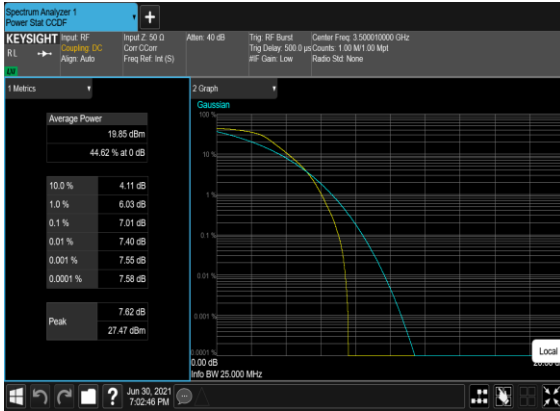 Spectrum Analyzer 1
Power Stat CCDF
KEYSIGHT
RL
Input: RF
Coupling: DC
Align: Auto
Input Z: 50 Ω
Corr CCorr
Freq Ref: Int (S)
Atten: 40 dB
Trig: RF Burst
Trig Delay: 500.0 µs
#IF Gain: Low
Center Freq: 3.500010000 GHz
Counts: 1.00 M/1.00 Mpt
Radio Std: None
1 Metrics
Average Power
19.85 dBm
44.62 % at 0 dB
10.0 % 4.11 dB
1.0 % 6.03 dB
0.1 % 7.01 dB
0.01 % 7.40 dB
0.001 % 7.55 dB
0.0001 % 7.58 dB
Peak
7.62 dB
27.47 dBm
2 Graph
Gaussian
100 %
10 %
1 %
0.1 %
0.01 %
0.001 %
0.0001 %
0.00 dB
Info BW 25.000 MHz
Local
Jun 30, 2021
7:02:46 PM